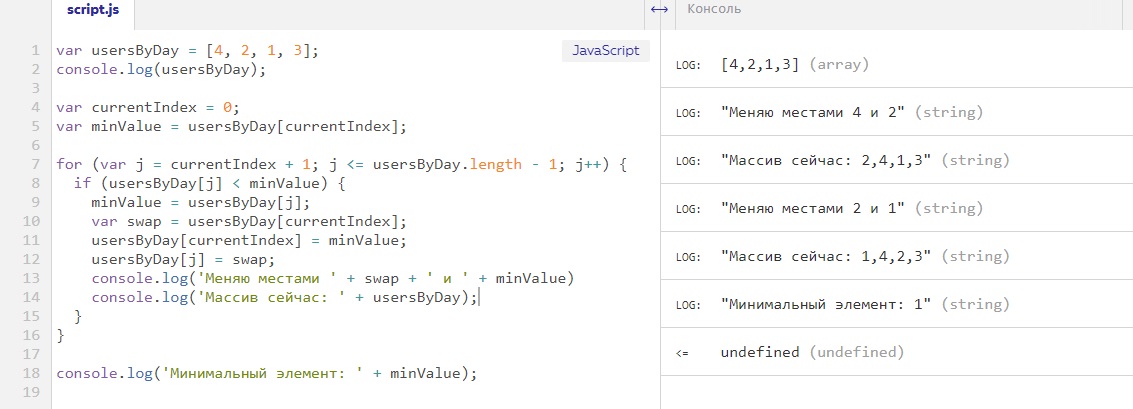 script.js
JavaScript
1 var usersByDay = [4, 2, 1, 3];
2 console.log(usersByDay);
3
4 var currentIndex = 0;
5 var minValue = usersByDay[currentIndex];
6
7 for (var j = currentIndex + 1; j <= usersByDay.length - 1; j++) {
8   if (usersByDay[j] < minValue) {
9     minValue = usersByDay[j];
10     var swap = usersByDay[currentIndex];
11     usersByDay[currentIndex] = minValue;
12     usersByDay[j] = swap;
13     console.log('Меняю местами ' + swap + ' и ' + minValue)
14     console.log('Массив сейчас: ' + usersByDay);
15   }
16 }
17
18 console.log('Минимальный элемент: ' + minValue);
19
Консоль
LOG: [4,2,1,3] (array)
LOG: "Меняю местами 4 и 2" (string)
LOG: "Массив сейчас: 2,4,1,3" (string)
LOG: "Меняю местами 2 и 1" (string)
LOG: "Массив сейчас: 1,4,2,3" (string)
LOG: "Минимальный элемент: 1" (string)
<= undefined (undefined)